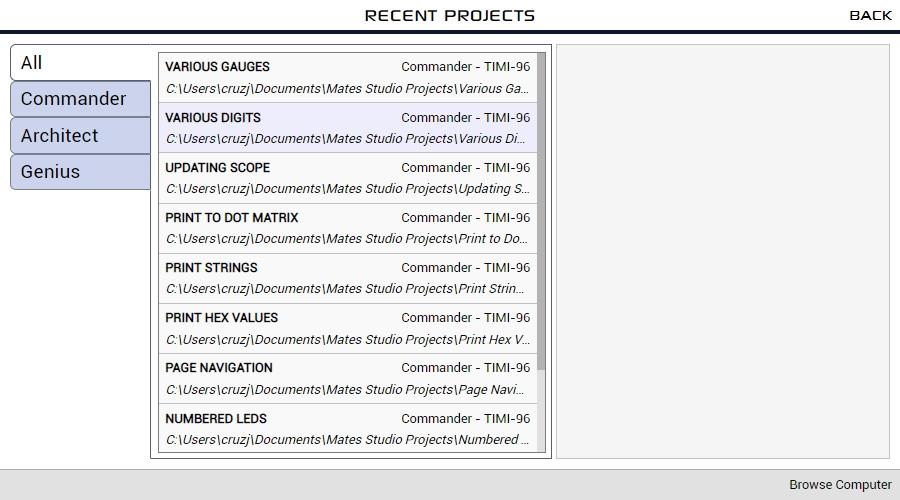 RECENT PROJECTS
BACK
All
Commander
Architect
Genius
VARIOUS GAUGES Commander - TIMI-96
C:\Users\cruzj\Documents\Mates Studio Projects\Various Ga...
VARIOUS DIGITS Commander - TIMI-96
C:\Users\cruzj\Documents\Mates Studio Projects\Various Di...
UPDATING SCOPE Commander - TIMI-96
C:\Users\cruzj\Documents\Mates Studio Projects\Updating S...
PRINT TO DOT MATRIX Commander - TIMI-96
C:\Users\cruzj\Documents\Mates Studio Projects\Print to Do...
PRINT STRINGS Commander - TIMI-96
C:\Users\cruzj\Documents\Mates Studio Projects\Print Strin...
PRINT HEX VALUES Commander - TIMI-96
C:\Users\cruzj\Documents\Mates Studio Projects\Print Hex V...
PAGE NAVIGATION Commander - TIMI-96
C:\Users\cruzj\Documents\Mates Studio Projects\Page Navi...
NUMBERED LEDS Commander - TIMI-96
C:\Users\cruzj\Documents\Mates Studio Projects\Numbered ...
Browse Computer